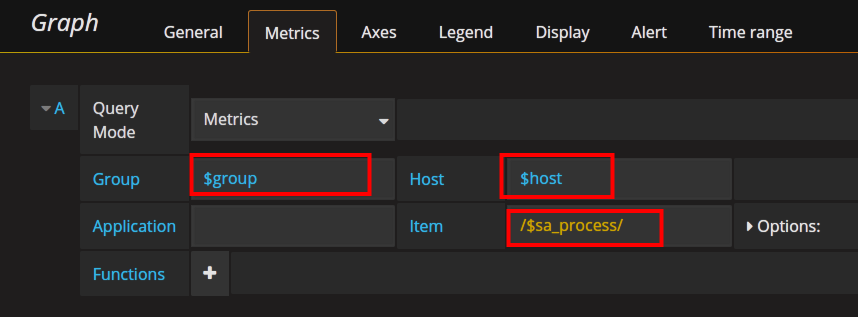 Graph General Metrics Axes Legend Display Alert Time range
A Query Mode Metrics
Group $group Host $host
Application Item /$sa_process/ Options:
Functions +